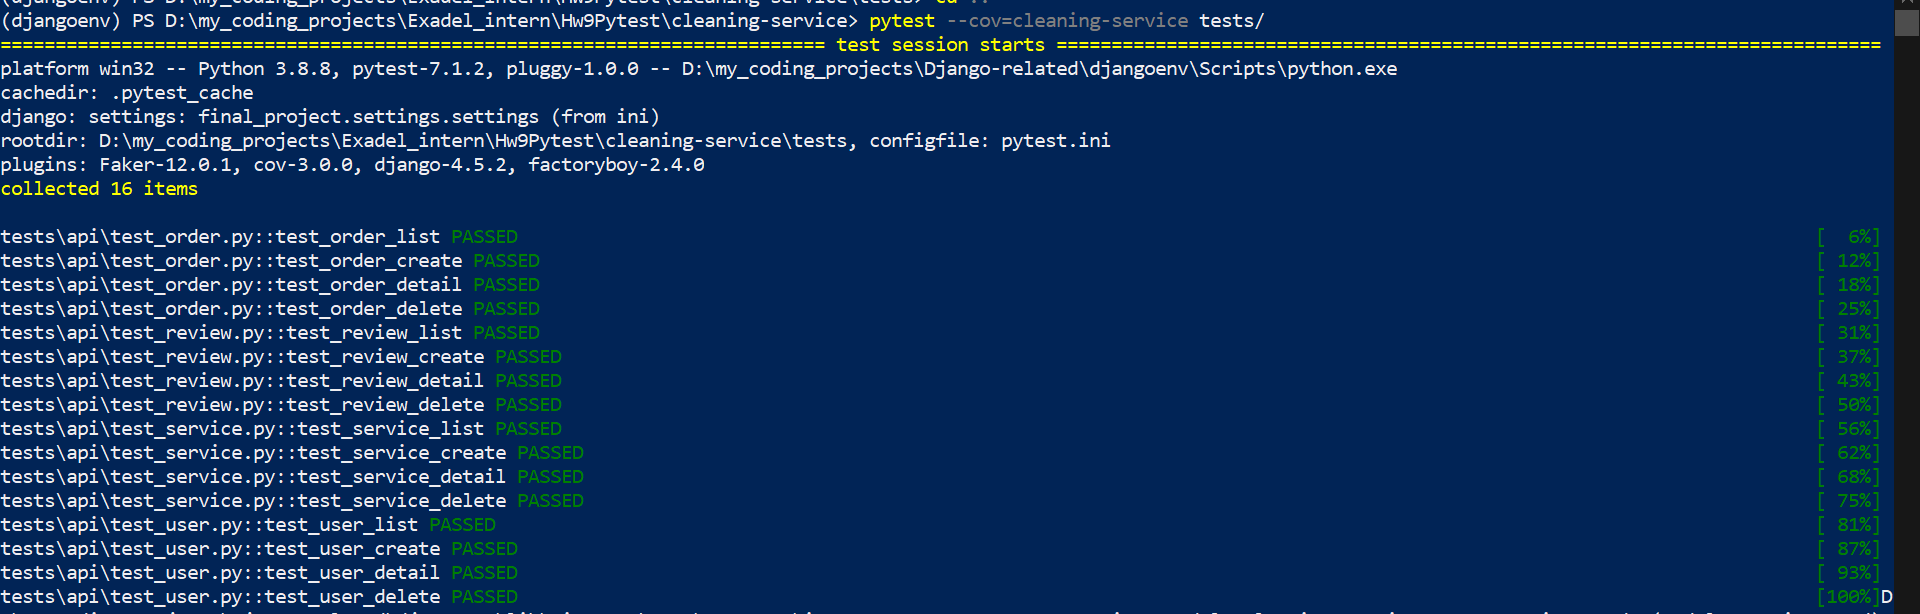 (djangoenv) PS D:\my_coding_projects\Exadel_intern\Hw9Pytest\cleaning-service\tests> cd ..
(djangoenv) PS D:\my_coding_projects\Exadel_intern\Hw9Pytest\cleaning-service> pytest --cov=cleaning-service tests/
=========================================================================== test session starts ===========================================================================
platform win32 -- Python 3.8.8, pytest-7.1.2, pluggy-1.0.0 -- D:\my_coding_projects\Django-related\djangoenv\Scripts\python.exe
cachedir: .pytest_cache
django: settings: final_project.settings.settings (from ini)
rootdir: D:\my_coding_projects\Exadel_intern\Hw9Pytest\cleaning-service\tests, configfile: pytest.ini
plugins: Faker-12.0.1, cov-3.0.0, django-4.5.2, factoryboy-2.4.0
collected 16 items
tests\api\test_order.py::test_order_list PASSED [  6%]
tests\api\test_order.py::test_order_create PASSED [ 12%]
tests\api\test_order.py::test_order_detail PASSED [ 18%]
tests\api\test_order.py::test_order_delete PASSED [ 25%]
tests\api\test_review.py::test_review_list PASSED [ 31%]
tests\api\test_review.py::test_review_create PASSED [ 37%]
tests\api\test_review.py::test_review_detail PASSED [ 43%]
tests\api\test_review.py::test_review_delete PASSED [ 50%]
tests\api\test_service.py::test_service_list PASSED [ 56%]
tests\api\test_service.py::test_service_create PASSED [ 62%]
tests\api\test_service.py::test_service_detail PASSED [ 68%]
tests\api\test_service.py::test_service_delete PASSED [ 75%]
tests\api\test_user.py::test_user_list PASSED [ 81%]
tests\api\test_user.py::test_user_create PASSED [ 87%]
tests\api\test_user.py::test_user_detail PASSED [ 93%]
tests\api\test_user.py::test_user_delete PASSED [100%]D